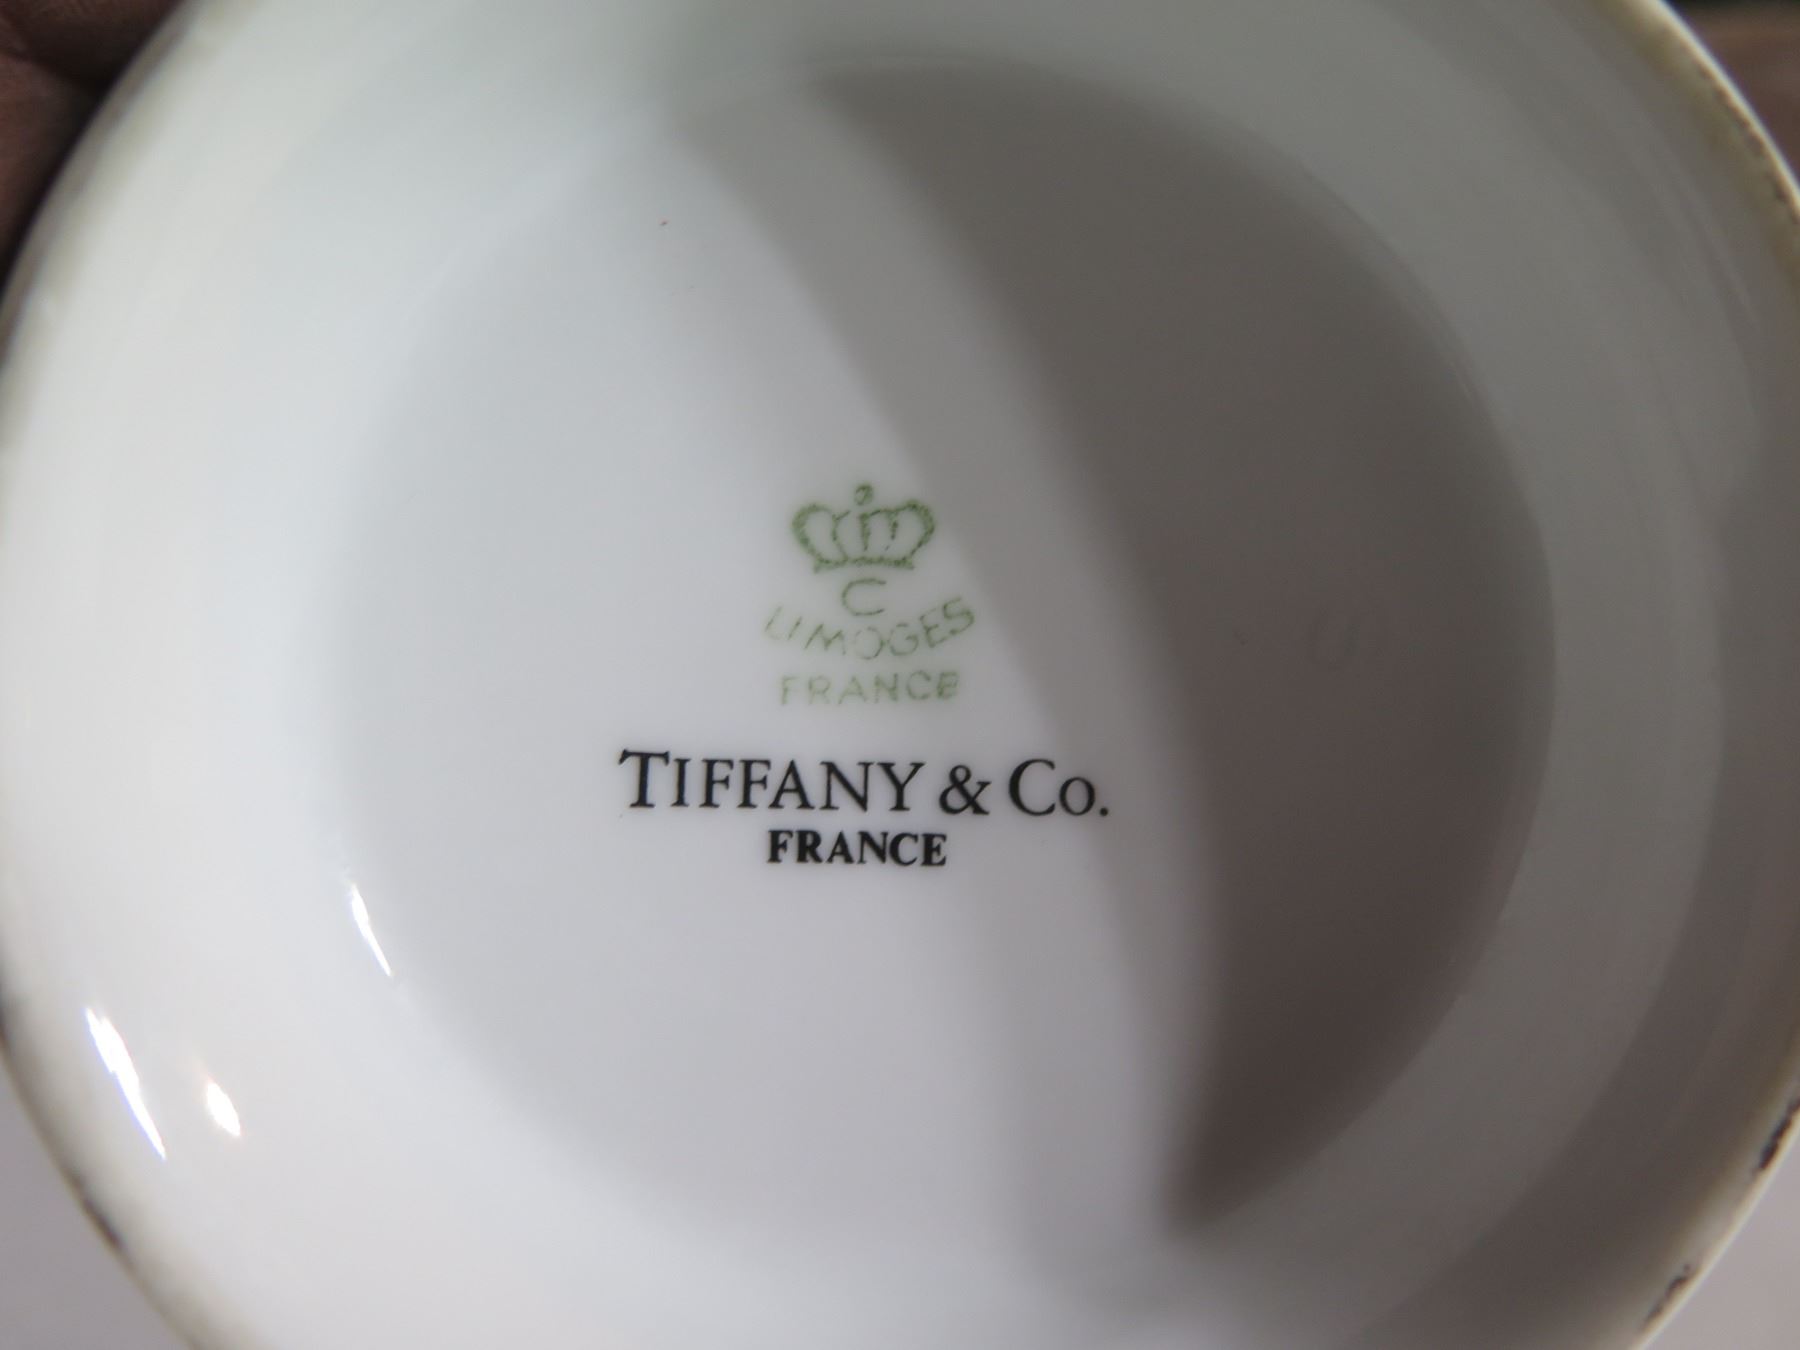 C
LIMOGES
FRANCE
TIFFANY & CO.
FRANCE